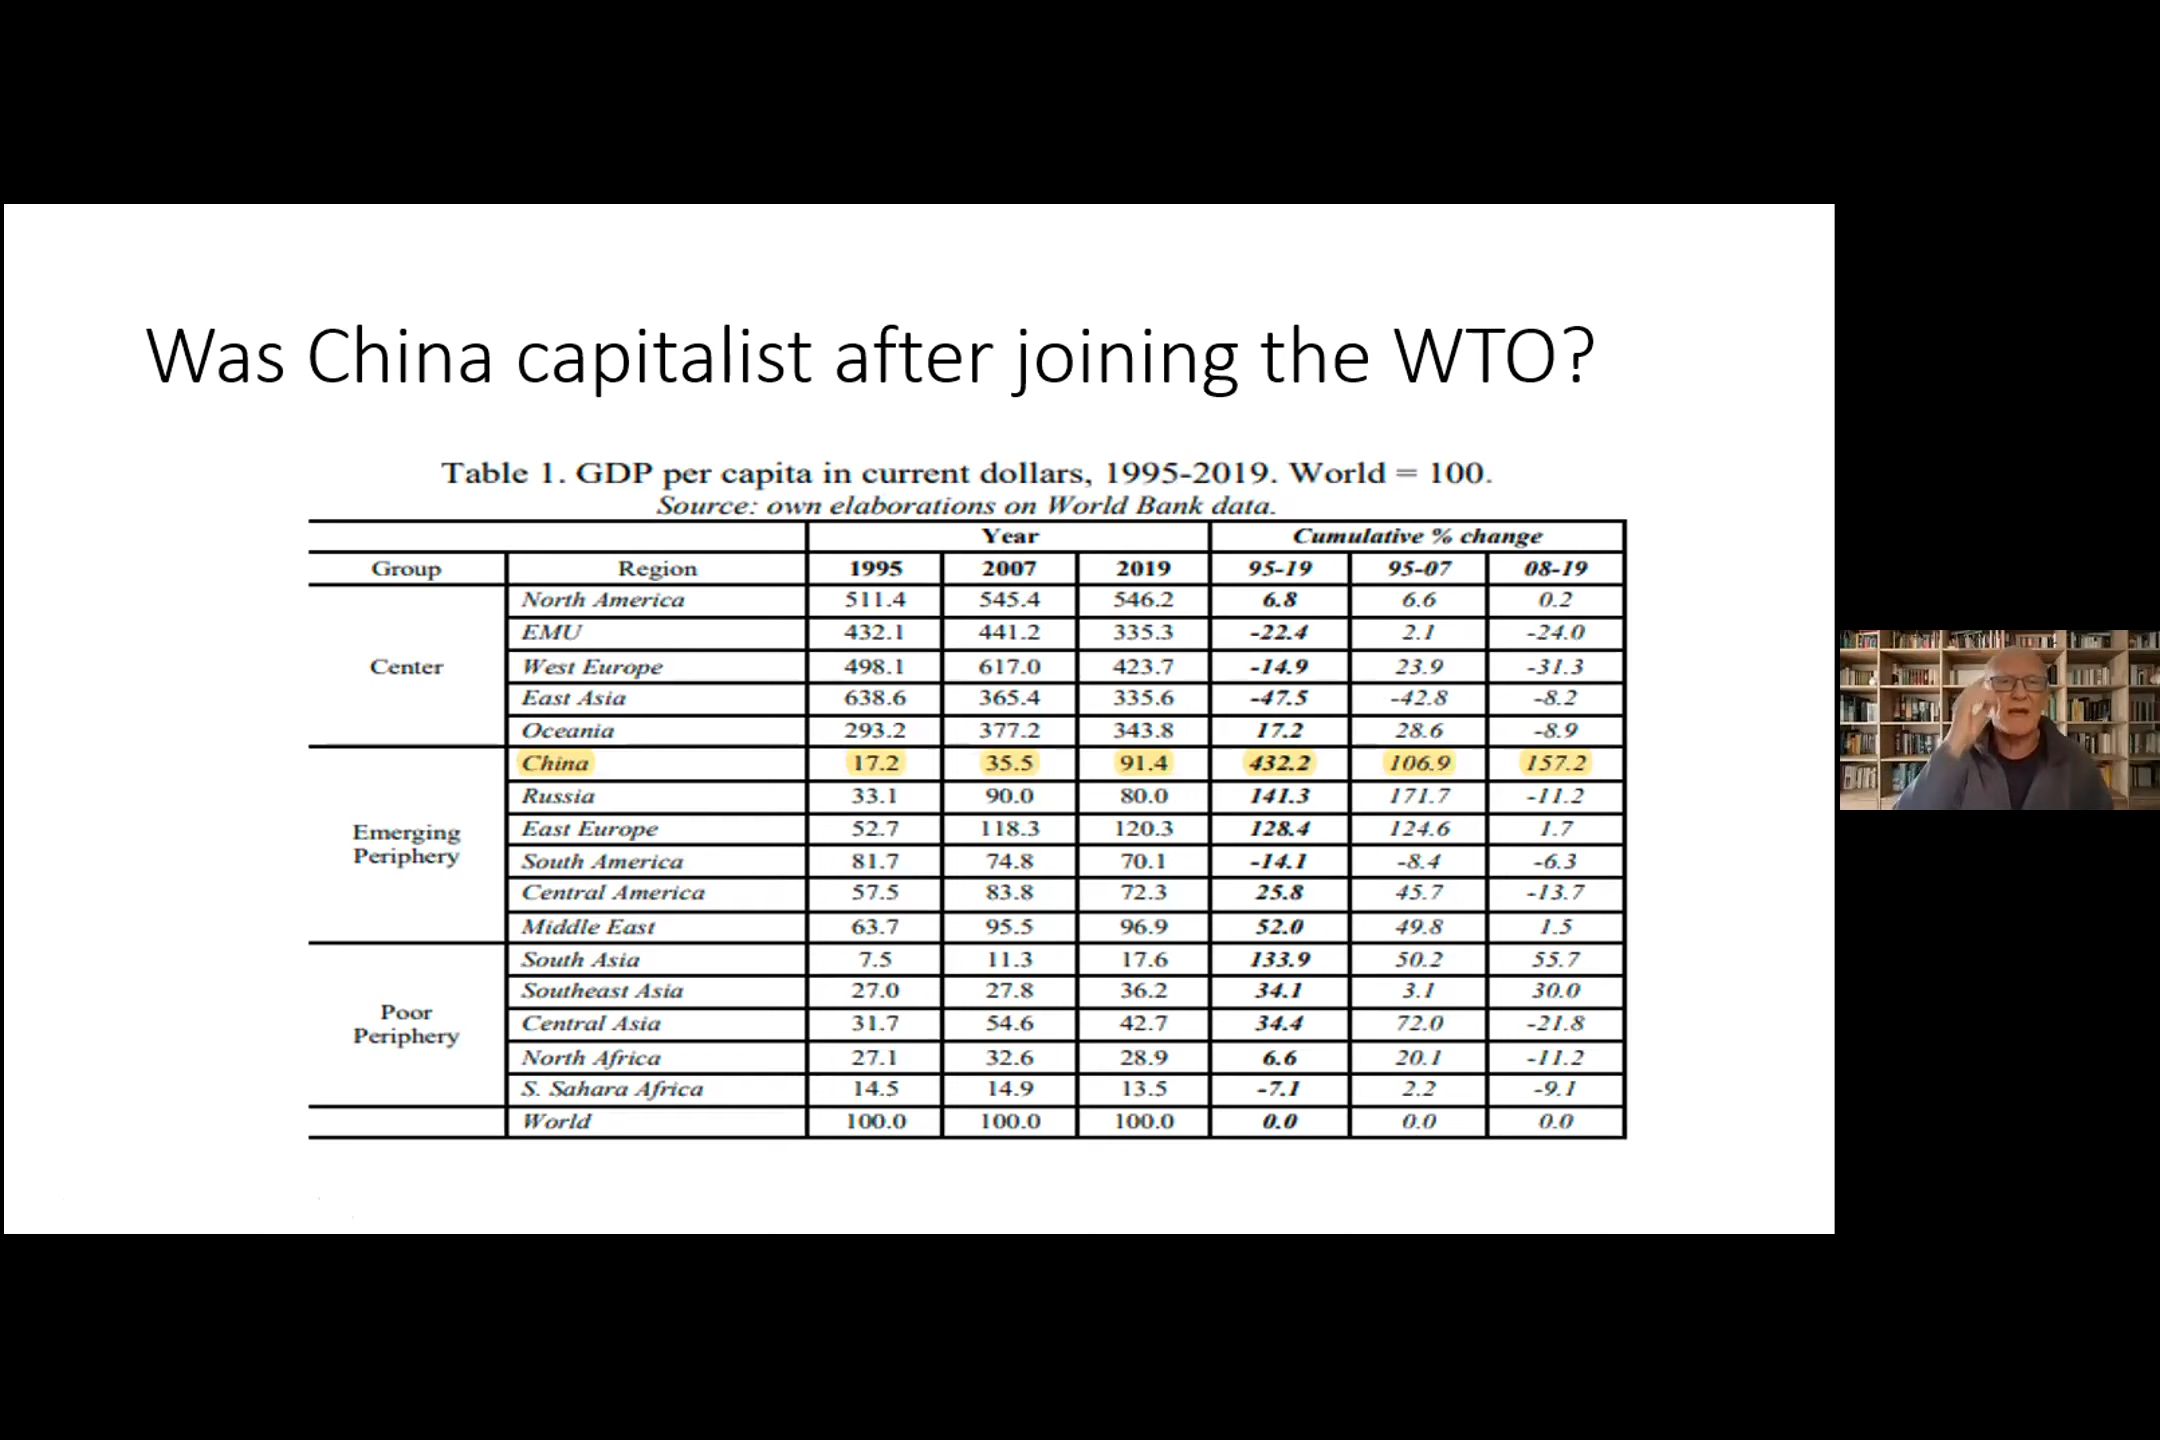 Was China capitalist after joining the WTO?
Table 1. GDP per capita in current dollars, 1995-2019. World = 100.
Source: own elaborations on World Bank data.
Year Cumulative % change
Group Region 1995 2007 2019 95-19 95-07 08-19
Center
North America 511.4 545.4 546.2 6.8 6.6 0.2
EMU 432.1 441.2 335.3 -22.4 2.1 -24.0
West Europe 498.1 617.0 423.7 -14.9 23.9 -31.3
East Asia 638.6 365.4 335.6 -47.5 -42.8 -8.2
Oceania 293.2 377.2 343.8 17.2 28.6 -8.9
Emerging
Periphery
China 17.2 35.5 91.4 432.2 106.9 157.2
Russia 33.1 90.0 80.0 141.3 171.7 -11.2
East Europe 52.7 118.3 120.3 128.4 124.6 1.7
South America 81.7 74.8 70.1 -14.1 -8.4 -6.3
Central America 57.5 83.8 72.3 25.8 45.7 -13.7
Middle East 63.7 95.5 96.9 52.0 49.8 1.5
Poor
Periphery
South Asia 7.5 11.3 17.6 133.9 50.2 55.7
Southeast Asia 27.0 27.8 36.2 34.1 3.1 30.0
Central Asia 31.7 54.6 42.7 34.4 72.0 -21.8
North Africa 27.1 32.6 28.9 6.6 20.1 -11.2
S. Sahara Africa 14.5 14.9 13.5 -7.1 2.2 -9.1
World 100.0 100.0 100.0 0.0 0.0 0.0